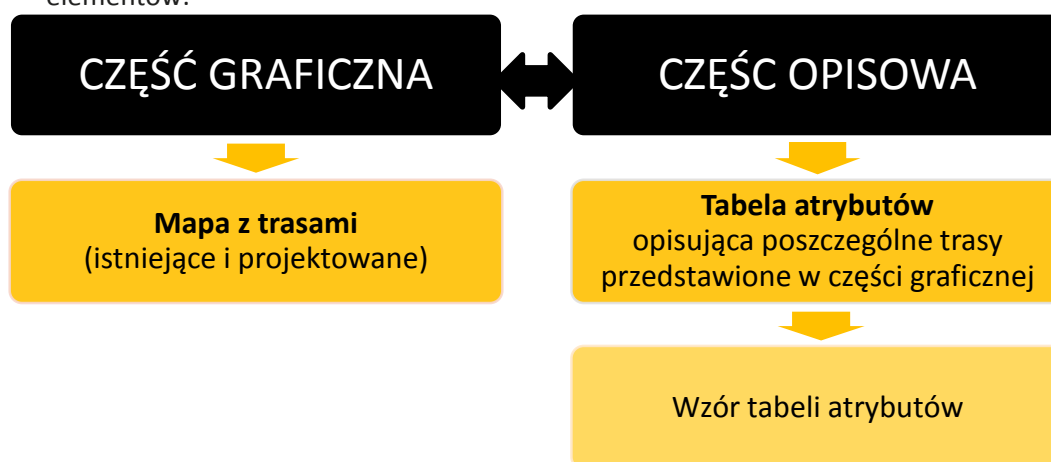 elementów:
CZĘŚĆ GRAFICZNA
CZĘŚC OPISOWA
Mapa z trasami
(istniejące i projektowane)
Tabela atrybutów
opisująca poszczególne trasy
przedstawione w części graficznej
Wzór tabeli atrybutów